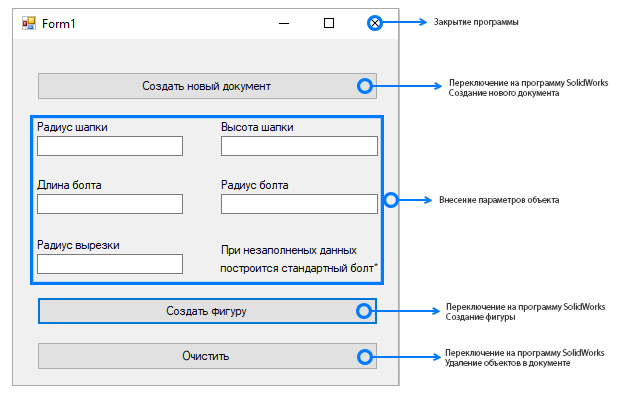 Form1
Закрытие программы
Создать новый документ
Переключение на программу SolidWorks
Создание нового документа
Радиус шапки
Высота шапки
Длина болта
Радиус болта
Внесение параметров объекта
Радиус вырезки
При незаполненых данных
построится стандартный болт*
Создать фигуру
Переключение на программу SolidWorks
Создание фигуры
Очистить
Переключение на программу SolidWorks
Удаление объектов в документе